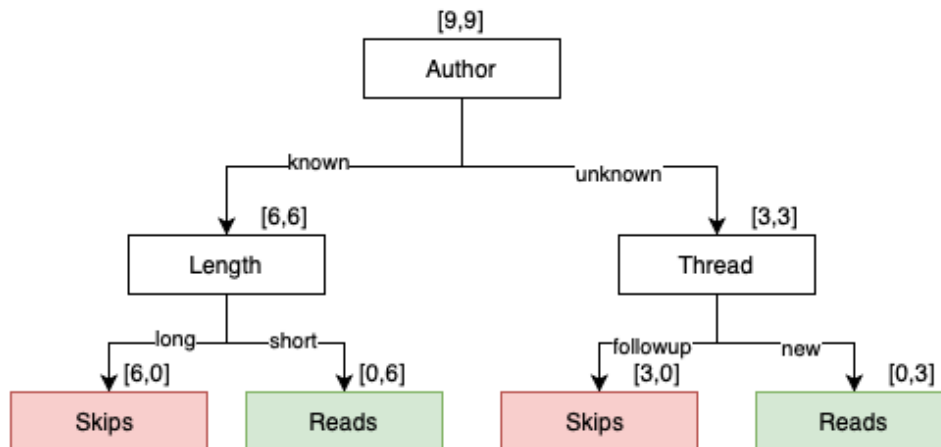 [9,9]
Author
known
unknown
[6,6]
[3,3]
Length
Thread
long
short
followup
new
[6,0]
[0,6]
[3,0]
[0,3]
Skips
Reads
Skips
Reads